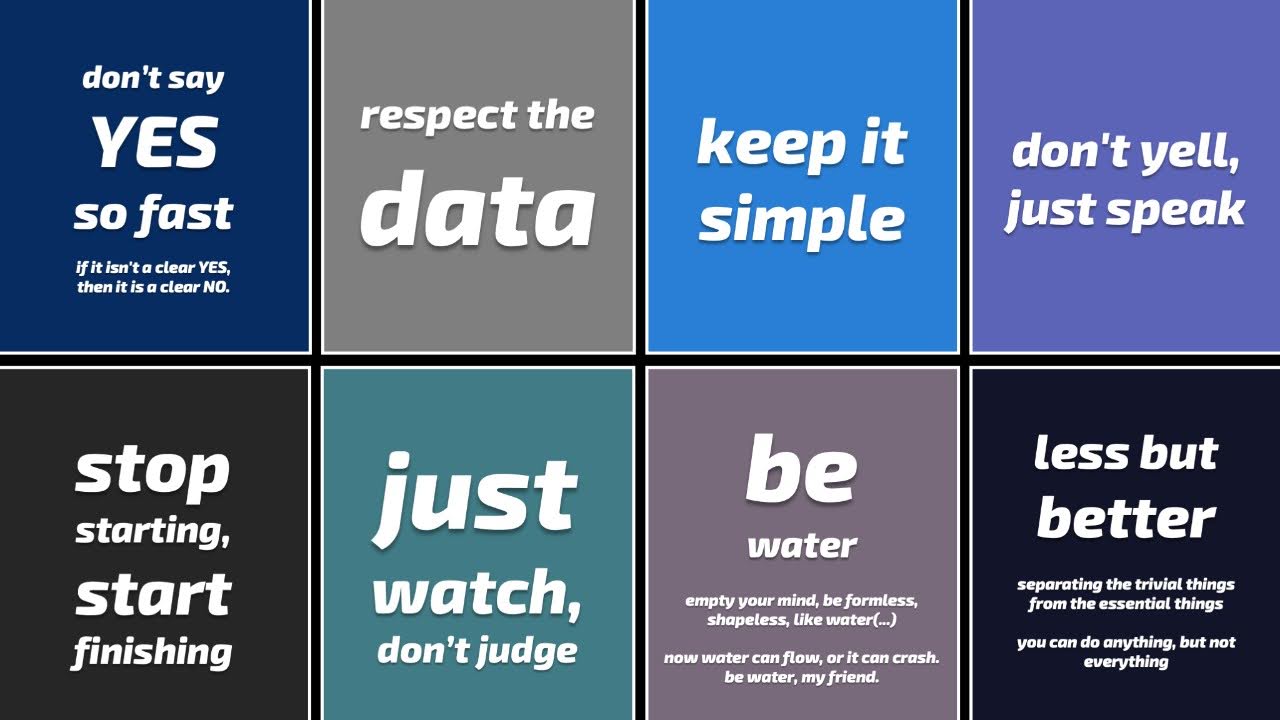 don’t say
YES
so fast
if it isn't a clear YES,
then it is a clear NO.
respect the
data
keep it
simple
don't yell,
just speak
stop
starting,
start
finishing
just
watch,
don’t judge
be
water
empty your mind, be formless,
shapeless, like water(...)
now water can flow, or it can crash.
be water, my friend.
less but
better
separating the trivial things
from the essential things
you can do anything, but not
everything